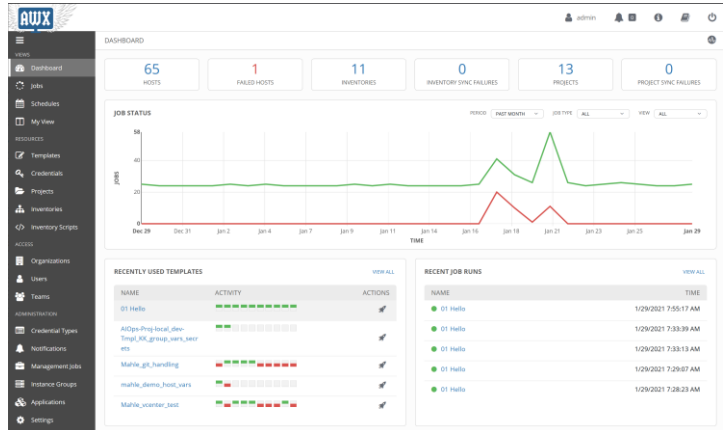 AWX
admin
0
VIEWS
Dashboard
Jobs
Schedules
My View
RESOURCES
Templates
Credentials
Projects
Inventories
Inventory Scripts
ACCESS
Organizations
Users
Teams
ADMINISTRATION
Credential Types
Notifications
Management Jobs
Instance Groups
Applications
Settings
DASHBOARD
65
HOSTS
1
FAILED HOSTS
11
INVENTORIES
0
INVENTORY SYNC FAILURES
13
PROJECTS
0
PROJECT SYNC FAILURES
JOB STATUS
PERIOD PAST MONTH JOB TYPE ALL VIEW ALL
58
40
20
0
JOBS
Dec 29 Dec 31 Jan 2 Jan 4 Jan 7 Jan 9 Jan 11 Jan 14 Jan 16 Jan 18 Jan 21 Jan 23 Jan 25 Jan 29
TIME
RECENTLY USED TEMPLATES VIEW ALL
NAME ACTIVITY ACTIONS
01 Hello
AIOps-Proj-local_dev-
Tmpl_KK_group_vars_secr
ets
Mahle_git_handling
mahle_demo_host_vars
Mahle_vcenter_test
RECENT JOB RUNS VIEW ALL
NAME TIME
01 Hello 1/29/2021 7:55:17 AM
01 Hello 1/29/2021 7:33:39 AM
01 Hello 1/29/2021 7:33:13 AM
01 Hello 1/29/2021 7:29:07 AM
01 Hello 1/29/2021 7:28:23 AM